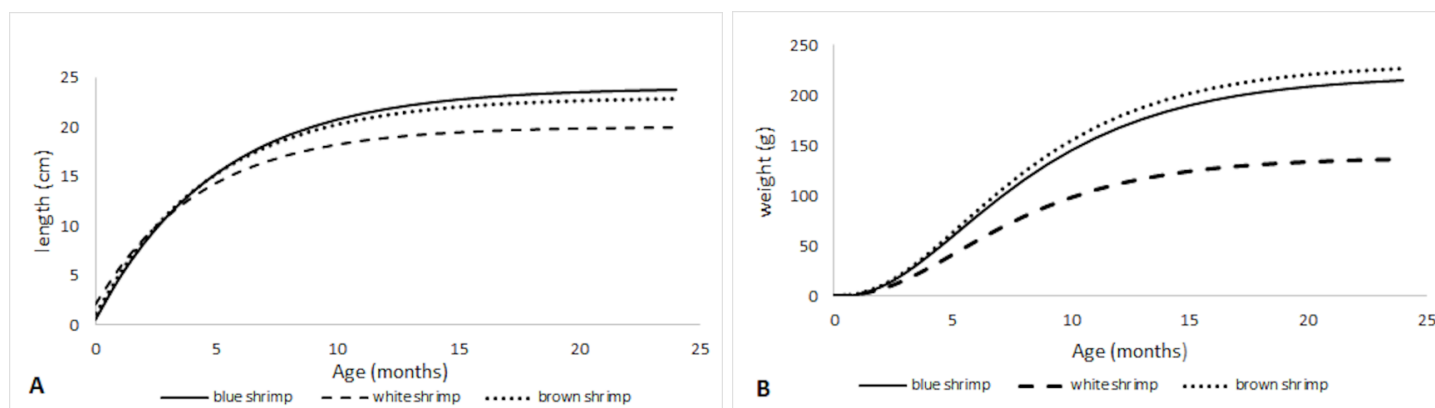 25
20
15
10
5
0
length (cm)
0 5 10 15 20 25
Age (months)
A
blue shrimp white shrimp brown shrimp
250
200
150
100
50
0
weight (g)
0 5 10 15 20 25
Age (months)
B
blue shrimp white shrimp brown shrimp